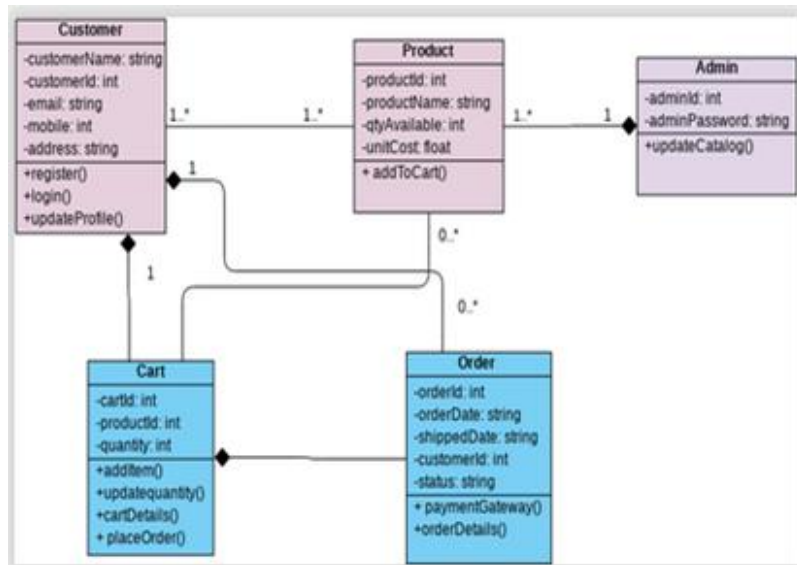 Customer
-customerName: string
-customerId: int
-email: string
-mobile: int
-address: string
+register()
+login()
+updateProfile()
1..*
1..*
Product
-productId: int
-productName: string
-qtyAvailable: int
-unitCost: float
+ addToCart()
1..*
1
Admin
-adminId: int
-adminPassword: string
+updateCatalog()
1
1
0..*
0..*
Cart
-cartId: int
-productId: int
-quantity: int
+addItem()
+updatequantity()
+cartDetails()
+ placeOrder()
Order
-orderId: int
-orderDate: string
-shippedDate: string
-customerId: int
-status: string
+ paymentGateway()
+orderDetails()